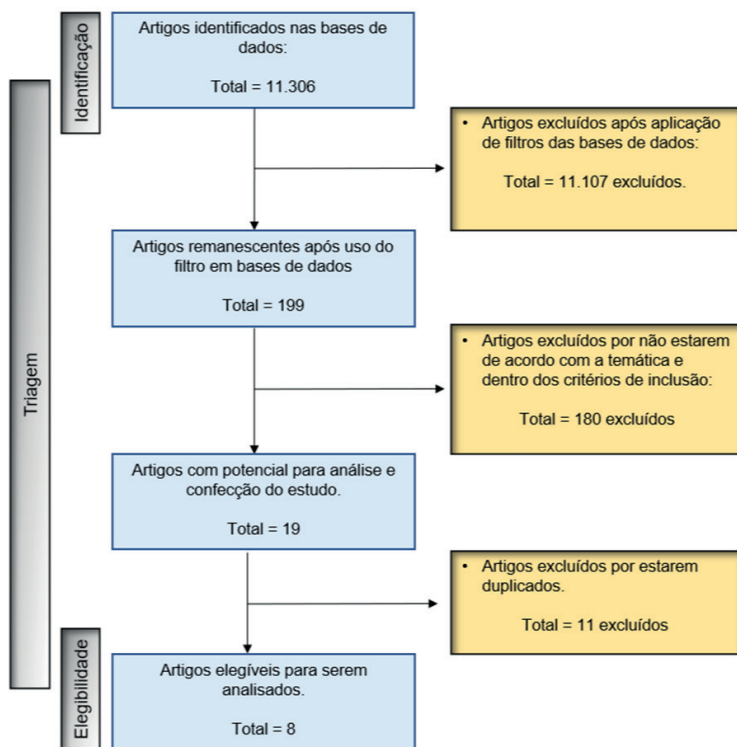 Identificação
Artigos identificados nas bases de
dados:
Total = 11.306
• Artigos excluídos após aplicação
de filtros das bases de dados:
Total = 11.107 excluídos.
Triagem
Artigos remanescentes após uso do
filtro em bases de dados
Total = 199
• Artigos excluídos por não estarem
de acordo com a temática e
dentro dos critérios de inclusão:
Total = 180 excluídos
Artigos com potencial para análise e
confecção do estudo.
Total = 19
• Artigos excluídos por estarem
duplicados.
Total = 11 excluídos
Elegibilidade
Artigos elegíveis para serem
analisados.
Total = 8